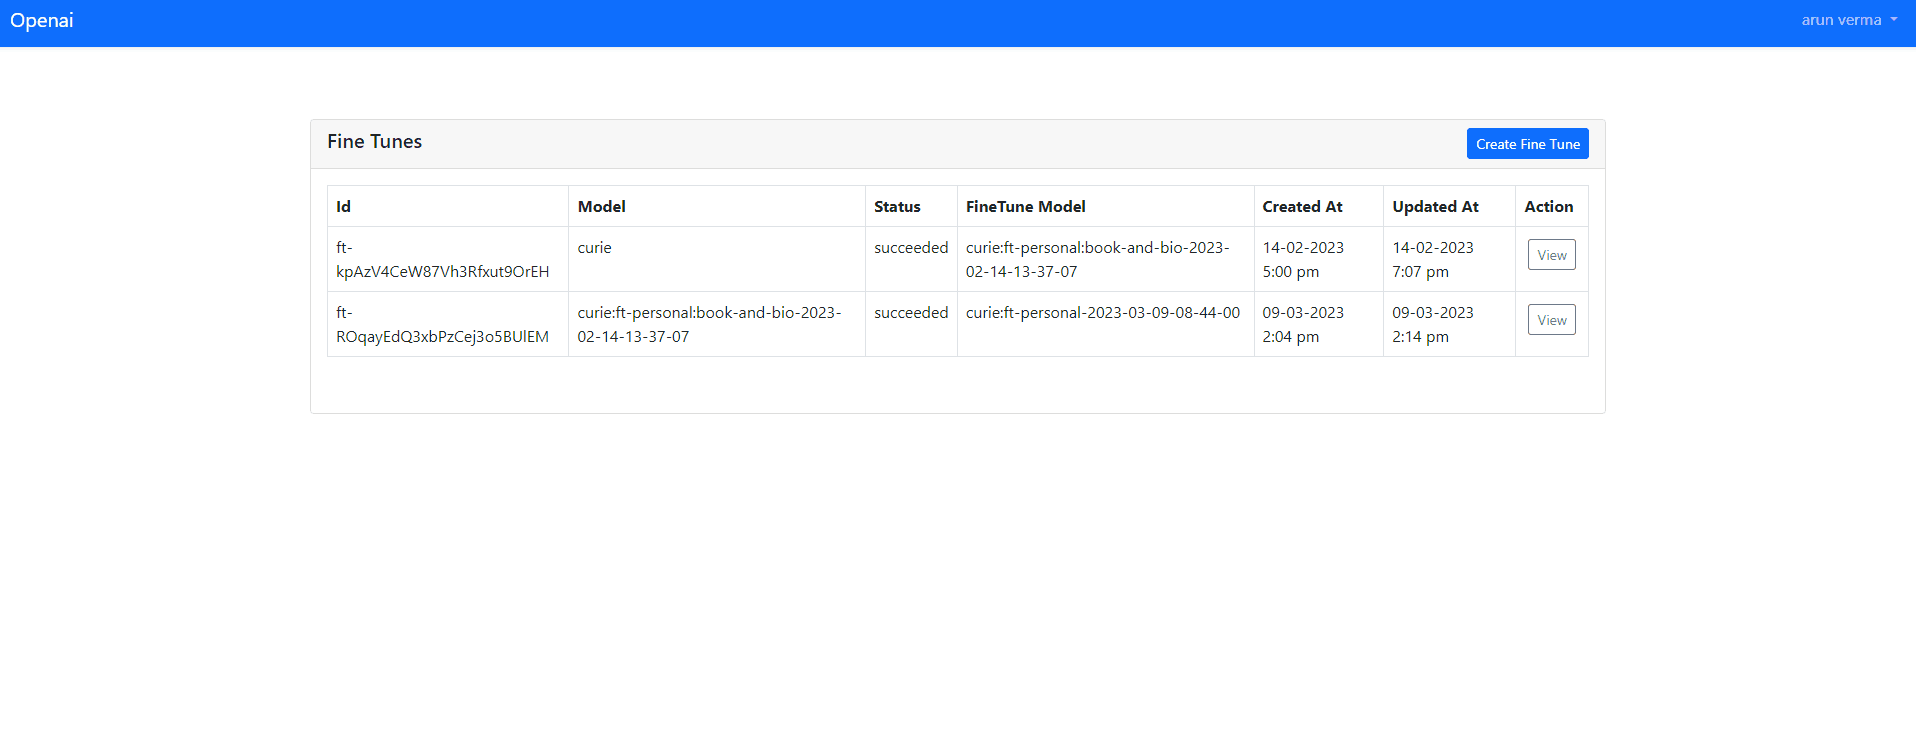 Openai
arun verma
Fine Tunes
Create Fine Tune
Id Model Status FineTune Model Created At Updated At Action
ft- curie succeeded curie:ft-personal:book-and-bio-2023- 14-02-2023 14-02-2023 View
kpAzV4CeW87Vh3Rfxut9OrEH 02-14-13-37-07 5:00 pm 7:07 pm
ft- curie:ft-personal:book-and-bio-2023- succeeded curie:ft-personal-2023-03-09-08-44-00 09-03-2023 09-03-2023 View
ROqayEdQ3xbPzCej3o5BUlEM 02-14-13-37-07 2:04 pm 2:14 pm